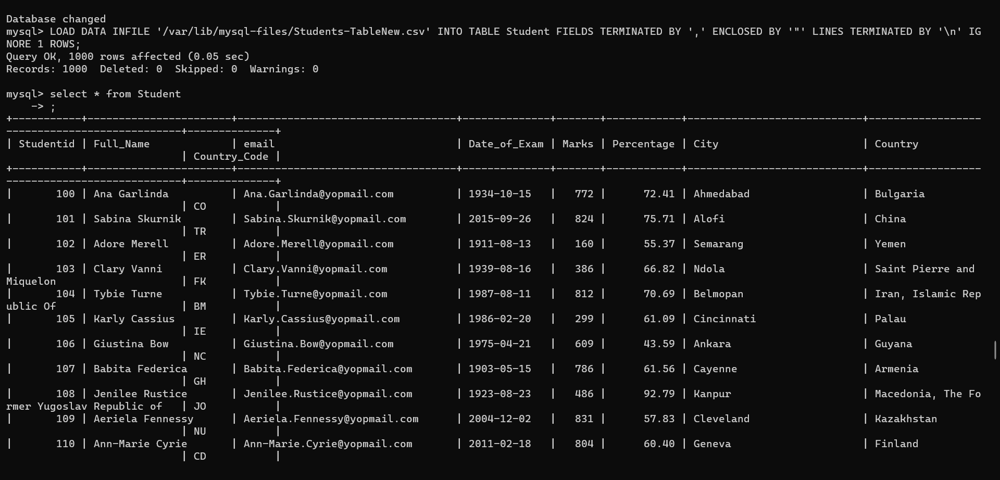 Database changed
mysql> LOAD DATA INFILE '/var/lib/mysql-files/Students-TableNew.csv' INTO TABLE Student FIELDS TERMINATED BY ',' ENCLOSED BY '"' LINES TERMINATED BY '\n' IG
NORE 1 ROWS;
Query OK, 1000 rows affected (0.05 sec)
Records: 1000  Deleted: 0  Skipped: 0  Warnings: 0
mysql> select * from Student
    -> ;
+-----------+-----------------------+-----------------------------------+--------------+-------+------------+----------------------------+------------------
----------------------------+--------------+
| Studentid | Full_Name             | email                             | Date_of_Exam | Marks | Percentage | City                       | Country
                            | Country_Code |
+-----------+-----------------------+-----------------------------------+--------------+-------+------------+----------------------------+------------------
----------------------------+--------------+
|       100 | Ana Garlinda          | Ana.Garlinda@yopmail.com          | 1934-10-15   |   772 |      72.41 | Ahmedabad                  | Bulgaria
                            | CO           |
|       101 | Sabina Skurnik        | Sabina.Skurnik@yopmail.com        | 2015-09-26   |   824 |      75.71 | Alofi                      | China
                            | TR           |
|       102 | Adore Merell          | Adore.Merell@yopmail.com          | 1911-08-13   |   160 |      55.37 | Semarang                   | Yemen
                            | ER           |
|       103 | Clary Vanni           | Clary.Vanni@yopmail.com           | 1939-08-16   |   386 |      66.82 | Ndola                      | Saint Pierre and
Miquelon                    | FK           |
|       104 | Tybie Turne           | Tybie.Turne@yopmail.com           | 1987-08-11   |   812 |      70.69 | Belmopan                   | Iran, Islamic Rep
ublic Of                    | BM           |
|       105 | Karly Cassius         | Karly.Cassius@yopmail.com         | 1986-02-20   |   299 |      61.09 | Cincinnati                 | Palau
                            | IE           |
|       106 | Giustina Bow          | Giustina.Bow@yopmail.com          | 1975-04-21   |   609 |      43.59 | Ankara                     | Guyana
                            | NC           |
|       107 | Babita Federica       | Babita.Federica@yopmail.com       | 1903-05-15   |   786 |      61.56 | Cayenne                    | Armenia
                            | GH           |
|       108 | Jenilee Rustice       | Jenilee.Rustice@yopmail.com       | 1923-08-23   |   486 |      92.79 | Kanpur                     | Macedonia, The Fo
rmer Yugoslav Republic of   | JO           |
|       109 | Aeriela Fennessy      | Aeriela.Fennessy@yopmail.com      | 2004-12-02   |   831 |      57.83 | Cleveland                  | Kazakhstan
                            | NU           |
|       110 | Ann-Marie Cyrie       | Ann-Marie.Cyrie@yopmail.com       | 2011-02-18   |   804 |      60.40 | Geneva                     | Finland
                            | CD           |